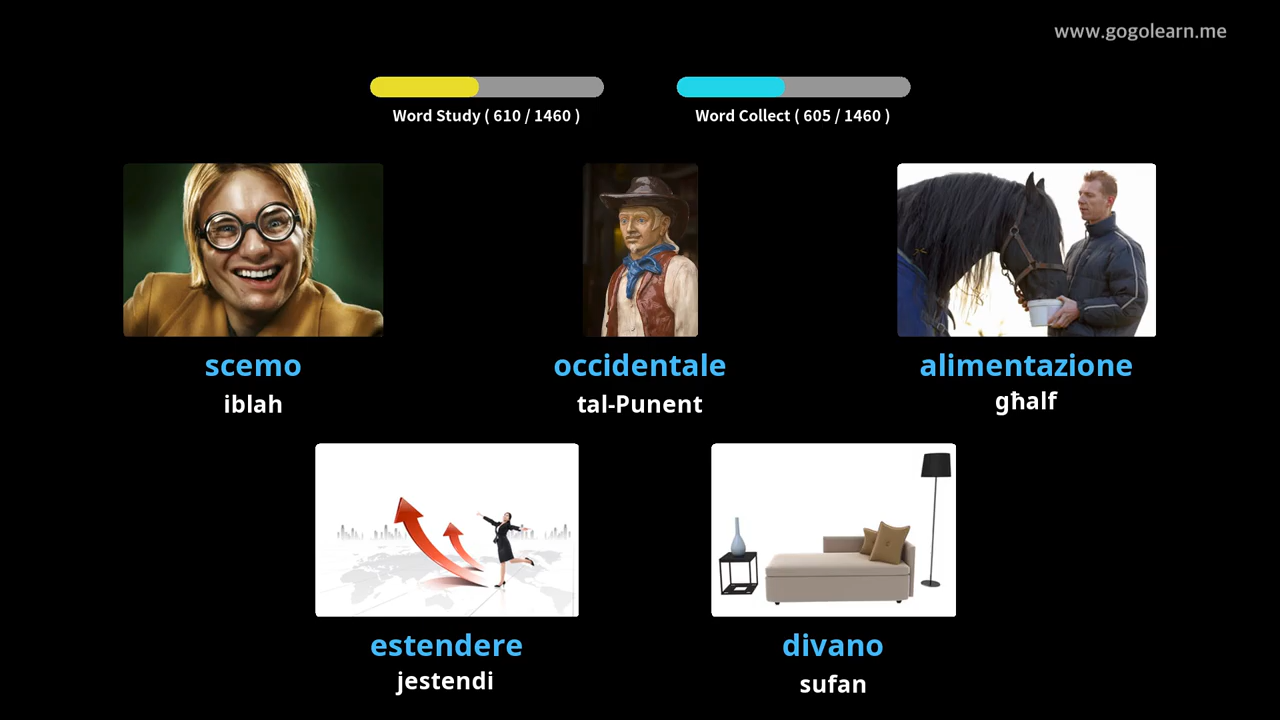 www.gogolearn.me
Word Study ( 610 / 1460 )
Word Collect ( 605 / 1460 )
scemo
iblah
occidentale
tal-Punent
alimentazione
għalf
estendere
jestendi
divano
sufan